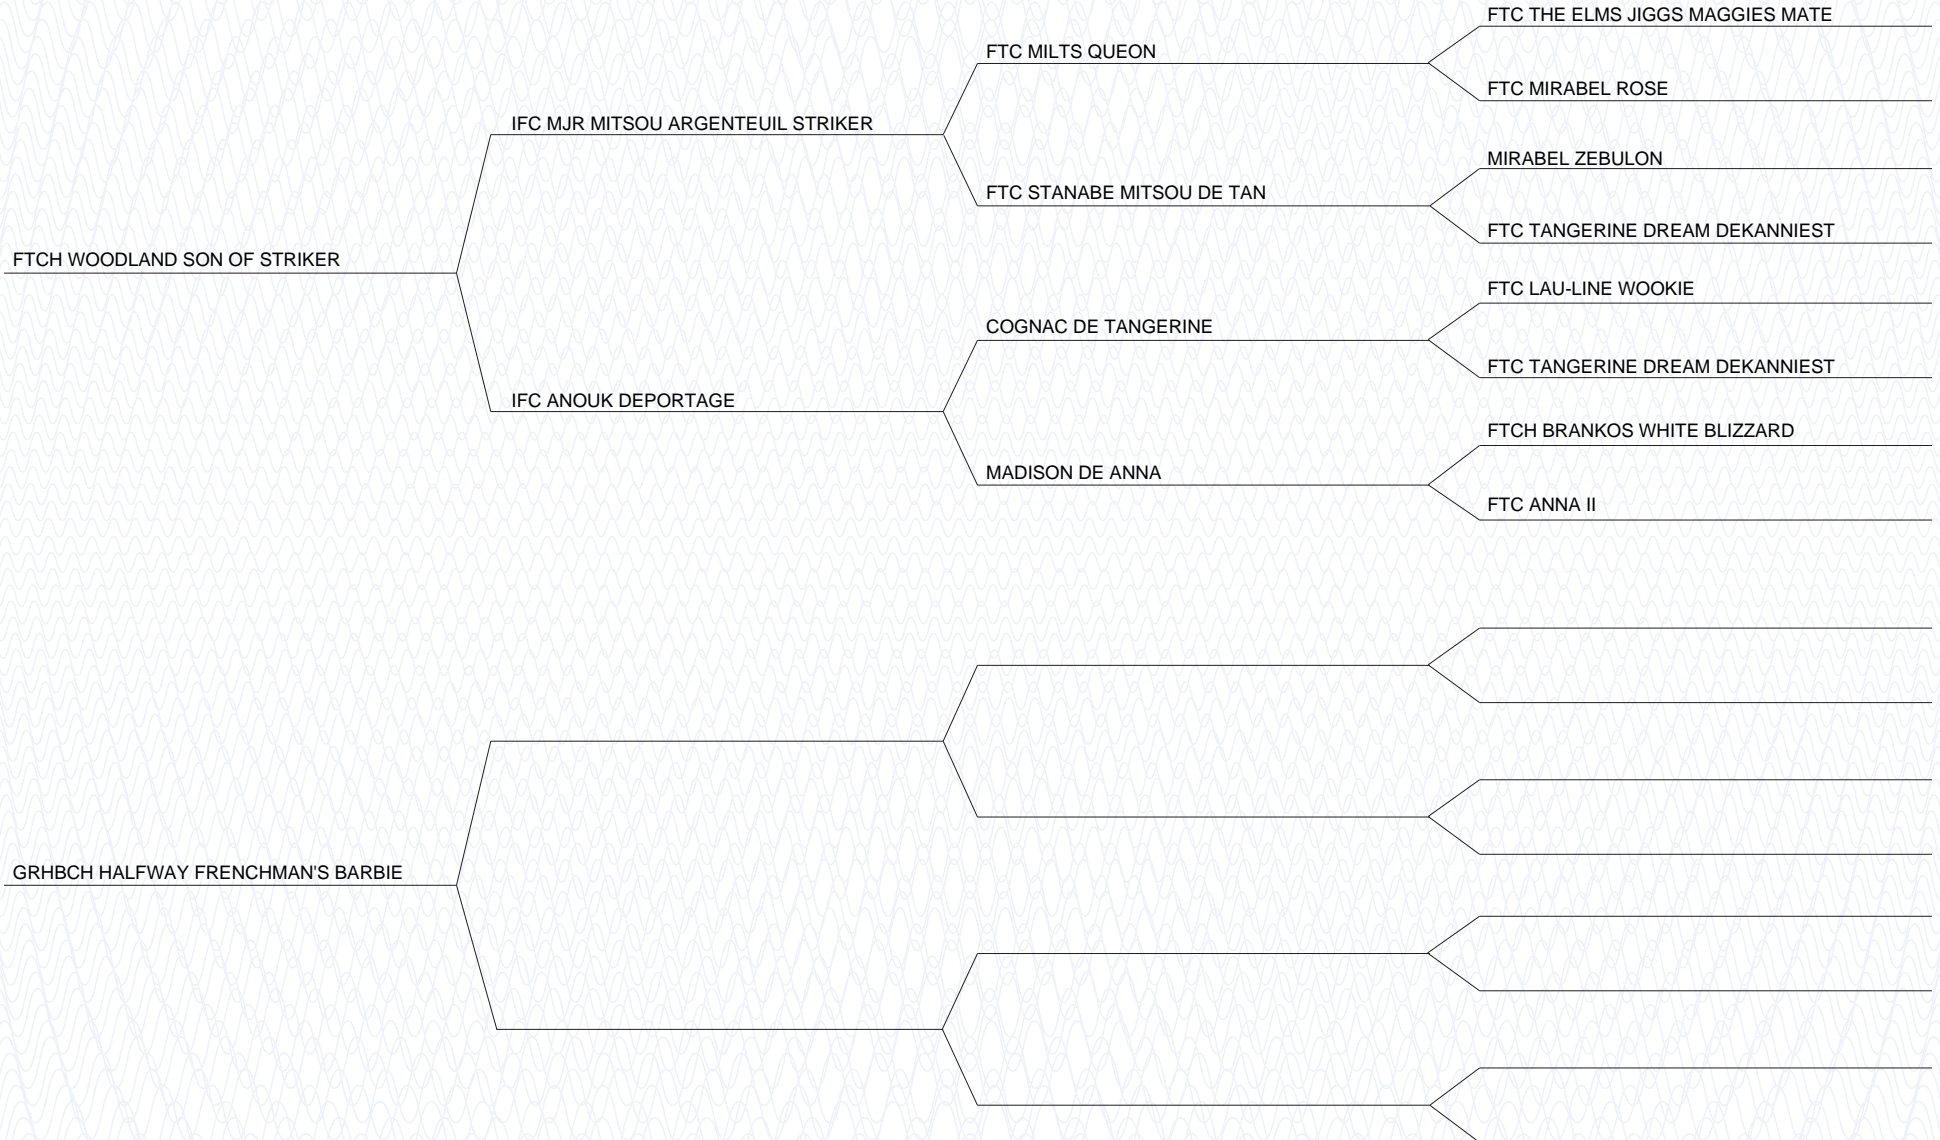 FTC THE ELMS JIGGS MAGGIES MATE
FTC MILTS QUEON
FTC MIRABEL ROSE
IFC MJR MITSOU ARGENTEUIL STRIKER
MIRABEL ZEBULON
FTC STANABE MITSOU DE TAN
FTC TANGERINE DREAM DEKANNIEST
FTCH WOODLAND SON OF STRIKER
FTC LAU-LINE WOOKIE
COGNAC DE TANGERINE
FTC TANGERINE DREAM DEKANNIEST
IFC ANOUK DEPORTAGE
FTCH BRANKOS WHITE BLIZZARD
MADISON DE ANNA
FTC ANNA II
GRHBCH HALFWAY FRENCHMAN'S BARBIE